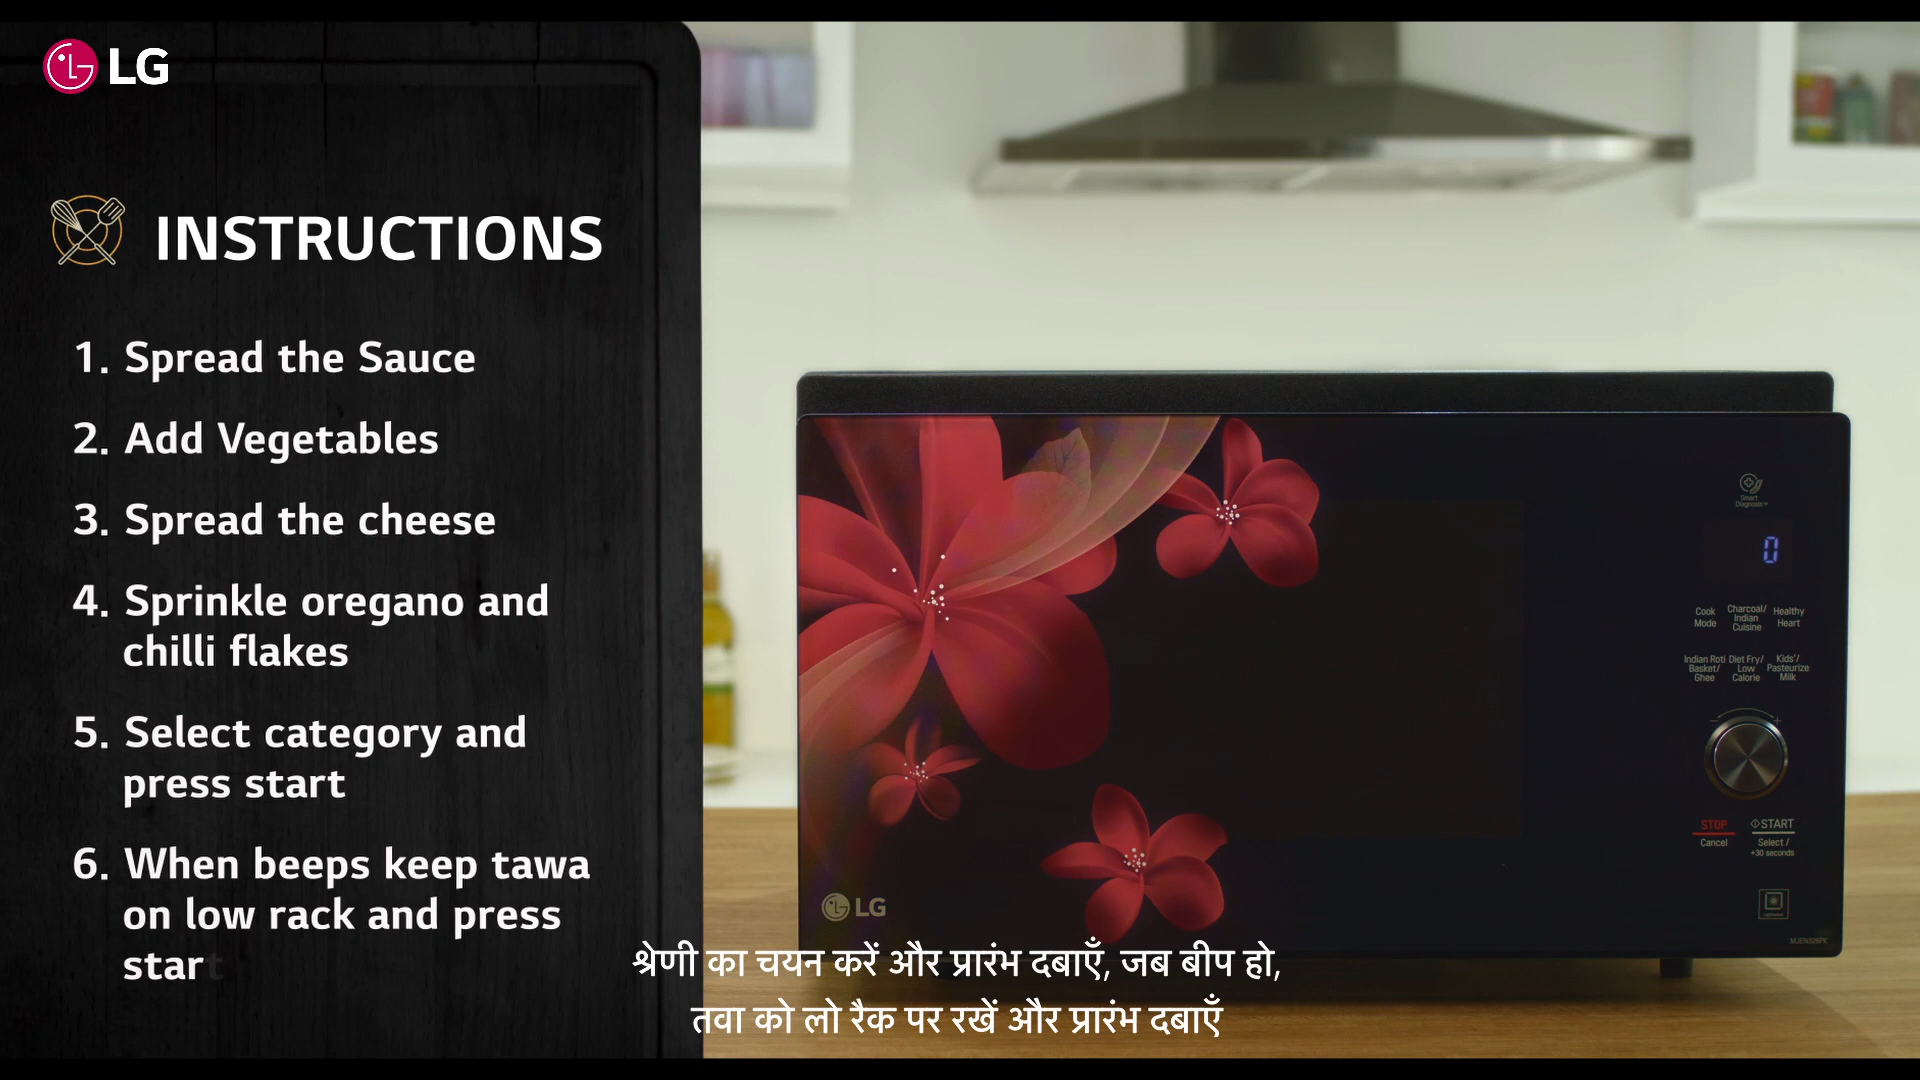 LG
INSTRUCTIONS
1. Spread the Sauce
2. Add Vegetables
3. Spread the cheese
4. Sprinkle oregano and
chilli flakes
5. Select category and
press start
6. When beeps keep tawa
on low rack and press
start
Smart
Diagnosis™
0
Cook
Mode
Charcoal/
Indian
Cuisine
Healthy
Heart
Indian Roti
Basket/
Ghee
Diet Fry/
Low
Calorie
Kids'/
Pasteurize
Milk
- +
STOP
Cancel
START
Select /
+30 seconds
LG
MJEN326PK
श्रेणी का चयन करें और प्रारंभ दबाएँ, जब बीप हो,
तवा को लो रैक पर रखें और प्रारंभ दबाएँ